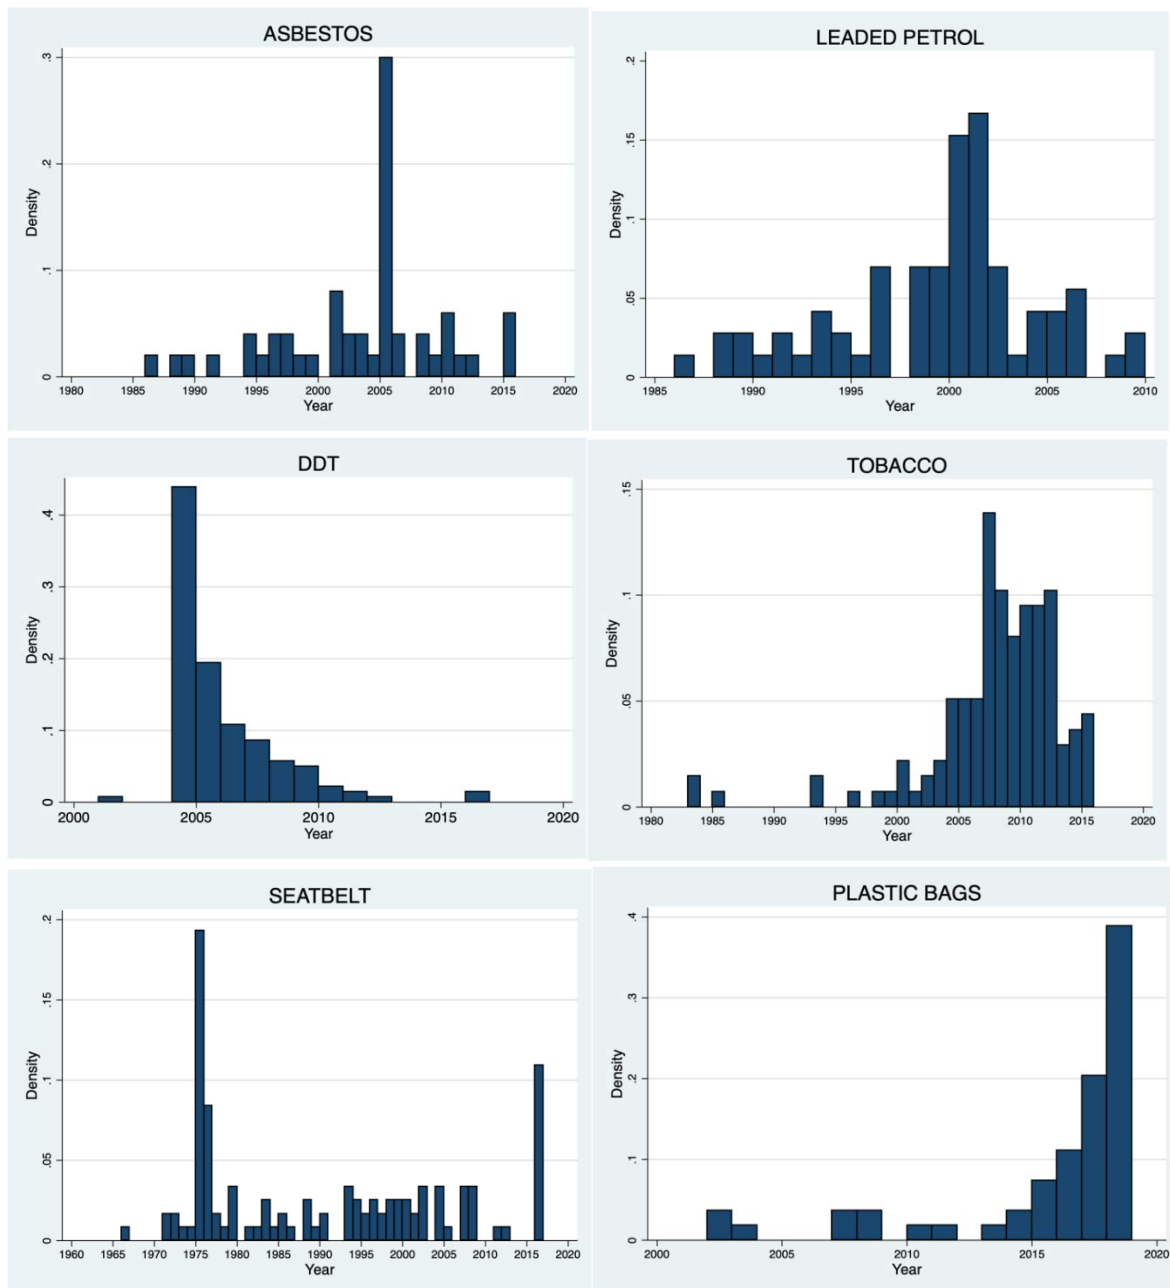 ASBESTOS
.3
.2
.1
0
Density
1980 1985 1990 1995 2000 2005 2010 2015 2020
Year
LEADED PETROL
.2
.15
.1
.05
0
Density
1985 1990 1995 2000 2005 2010
Year
DDT
.4
.3
.2
.1
0
Density
2000 2005 2010 2015 2020
Year
TOBACCO
.15
.1
.05
0
Density
1980 1985 1990 1995 2000 2005 2010 2015 2020
Year
SEATBELT
.2
.15
.1
.05
0
Density
1960 1965 1970 1975 1980 1985 1990 1995 2000 2005 2010 2015 2020
Year
PLASTIC BAGS
.4
.3
.2
.1
0
Density
2000 2005 2010 2015 2020
Year